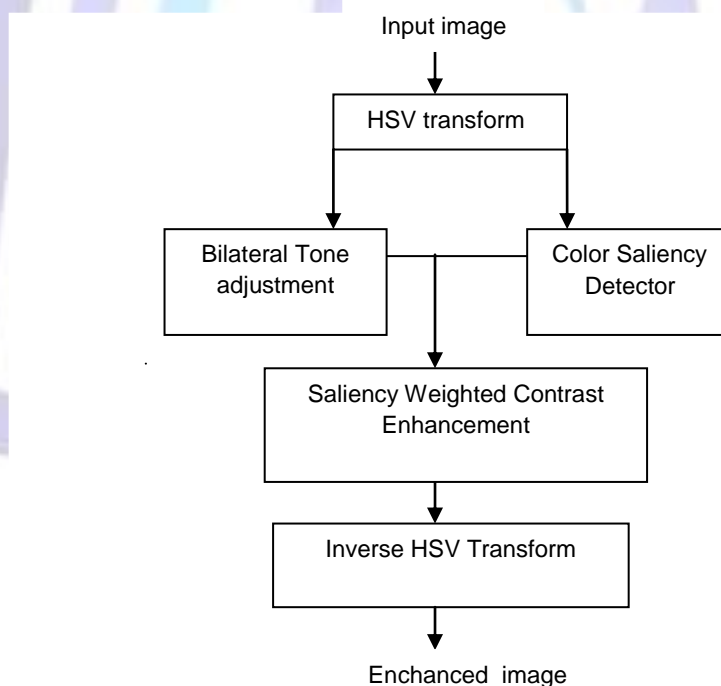 Input image
HSV transform
Bilateral Tone
adjustment
Color Saliency
Detector
.
Saliency Weighted Contrast
Enhancement
Inverse HSV Transform
Enchanced image